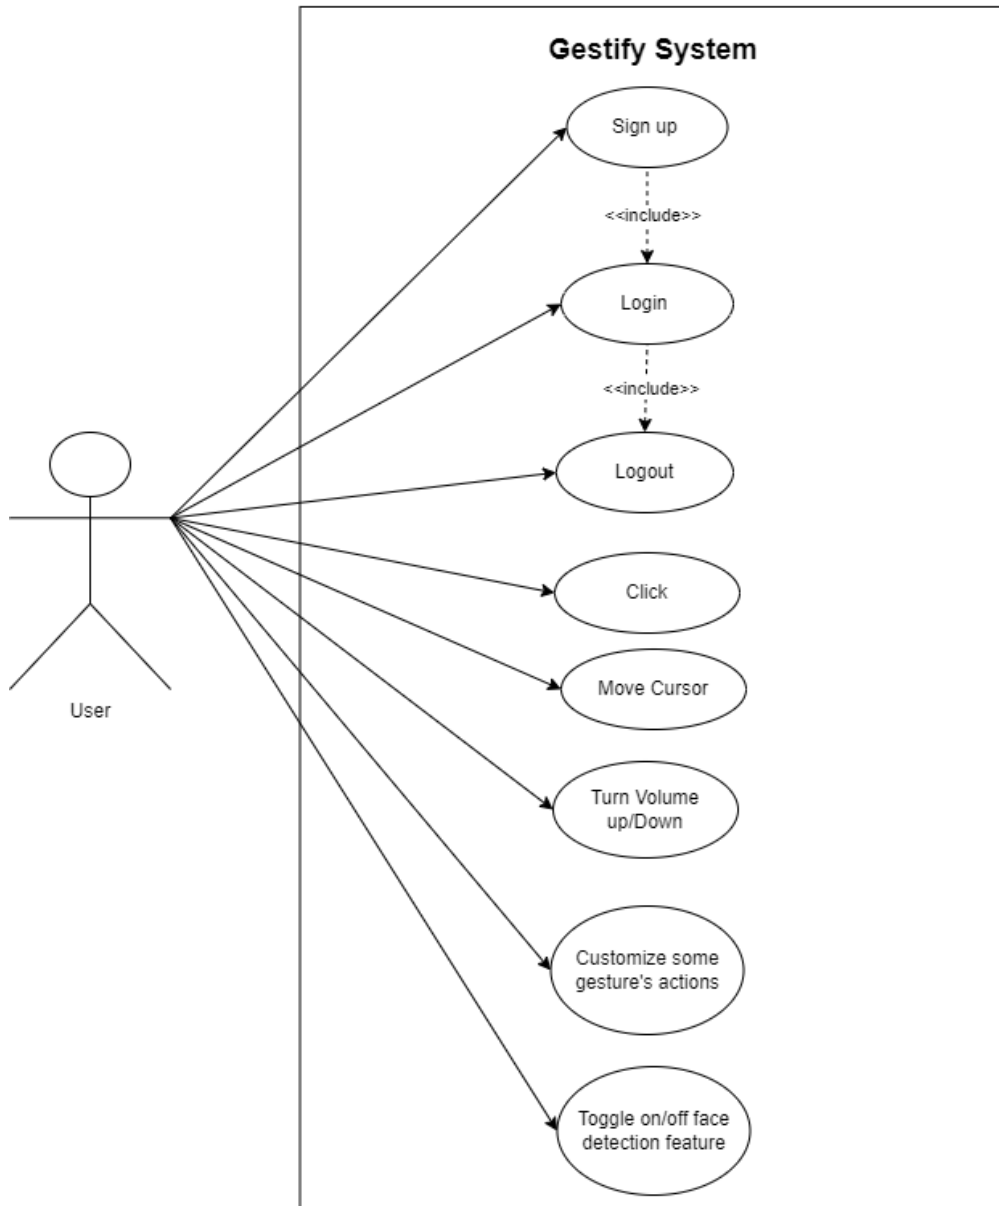 Gestify System
Sign up
<<include>>
Login
<<include>>
Logout
Click
Move Cursor
User
Turn Volume
up/Down
Customize some
gesture's actions
Toggle on/off face
detection feature